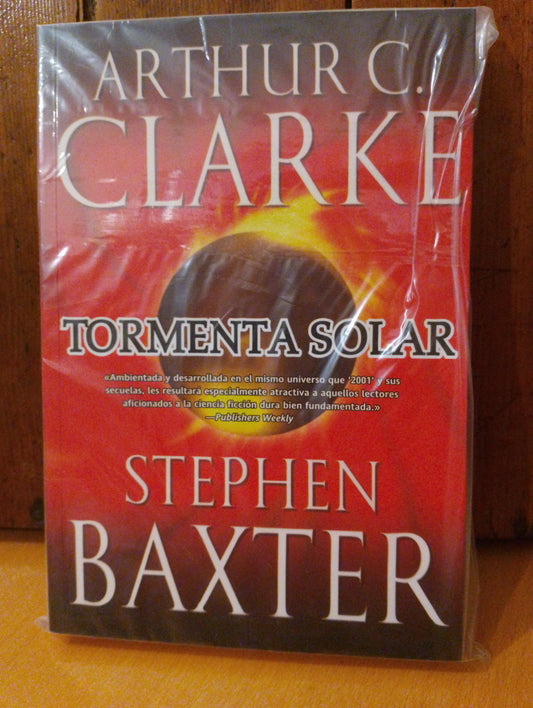 ARTHUR C.
CLARKE
TORMENTA SOLAR
«Ambientada y desarrollada en el mismo universo que '2001' y sus
secuelas, les resultará especialmente atractiva a aquellos lectores
aficionados a la ciencia ficción dura bien fundamentada.»
—Publishers Weekly
STEPHEN
BAXTER